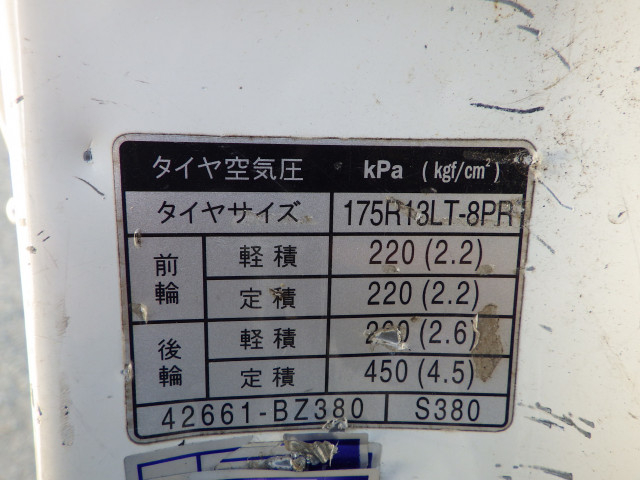 タイヤ空気圧 kPa (kgf/cm²)
タイヤサイズ 175R13LT-8PR
前輪 軽積 220 (2.2)
定積 220 (2.2)
後輪 軽積 (2.6)
定積 450 (4.5)
42661-BZ380 S380